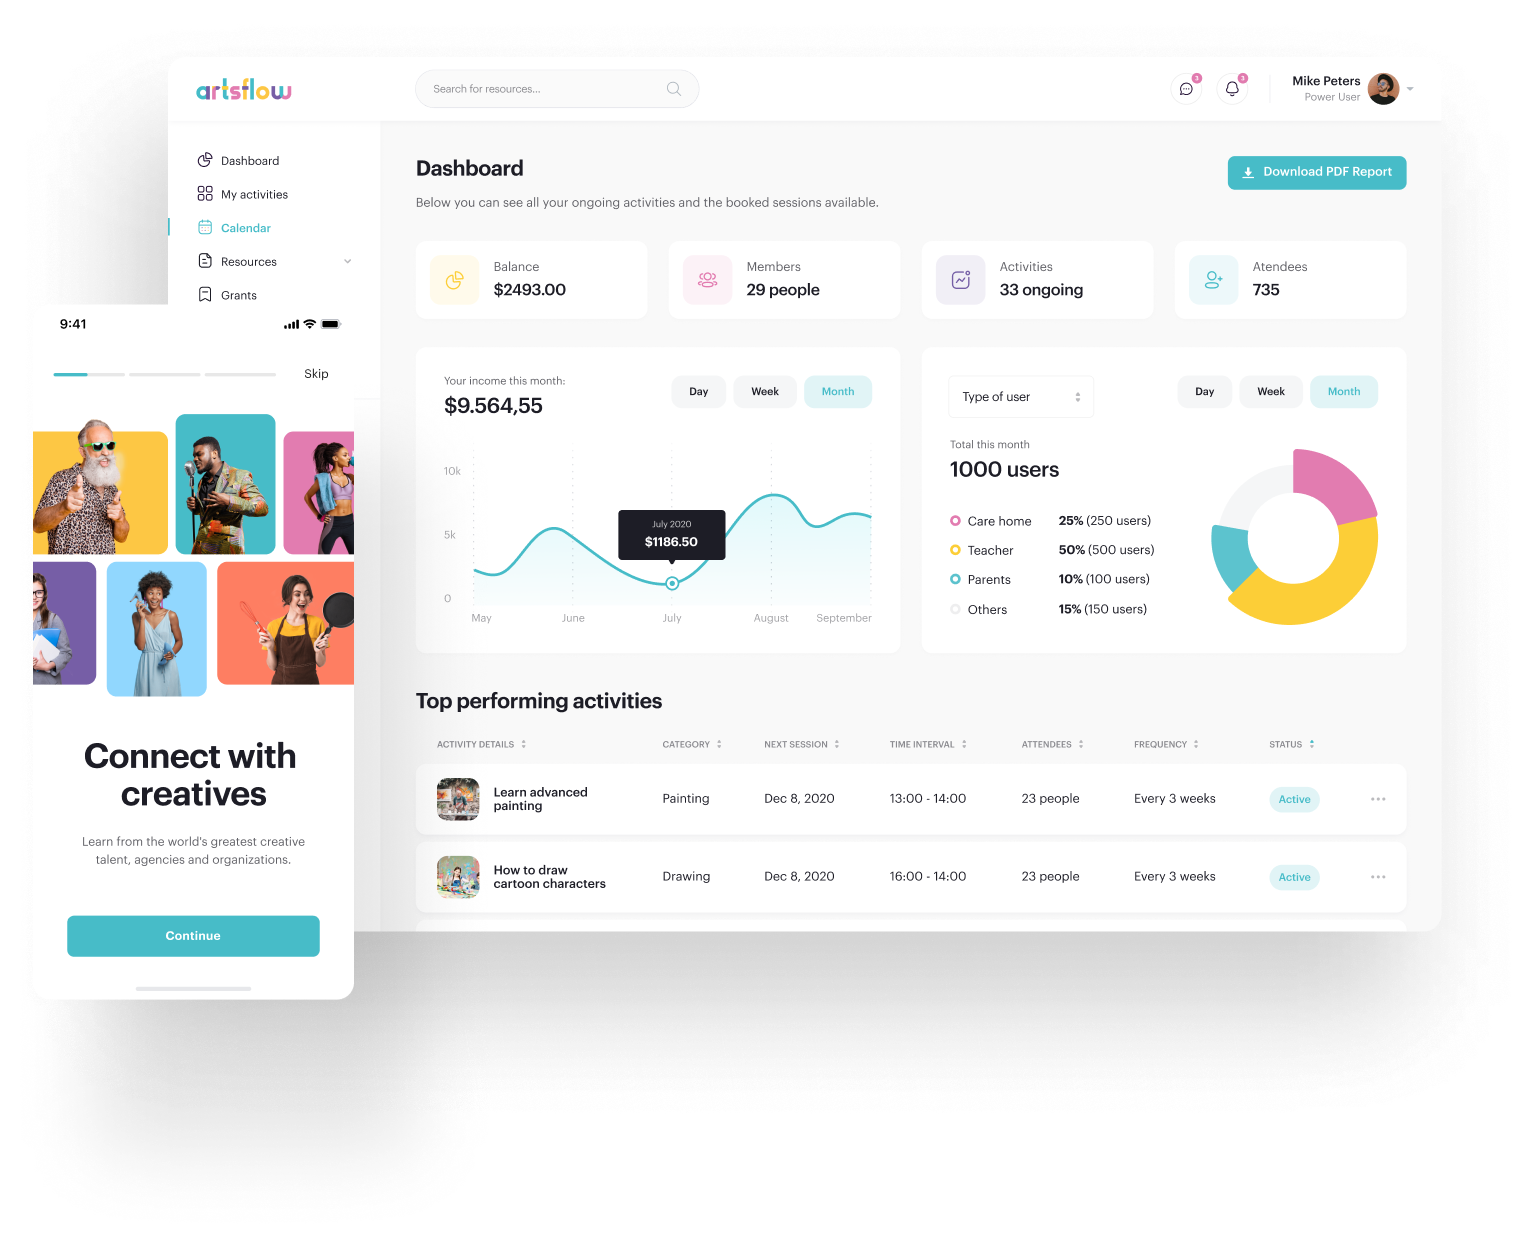 artsflow
Search for resources...
3
3
Mike Peters
Power User
Dashboard
My activities
Calendar
Resources
Grants
Dashboard
Below you can see all your ongoing activities and the booked sessions available.
Download PDF Report
Balance
$2493.00
Members
29 people
Activities
33 ongoing
Atendees
735
Your income this month:
$9.564,55
Day
Week
Month
10k
5k
0
July 2020
$1186.50
May
June
July
August
September
Type of user
Day
Week
Month
Total this month
1000 users
Care home 25% (250 users)
Teacher 50% (500 users)
Parents 10% (100 users)
Others 15% (150 users)
Top performing activities
ACTIVITY DETAILS CATEGORY NEXT SESSION TIME INTERVAL ATTENDEES FREQUENCY STATUS
Learn advanced
painting
Painting
Dec 8, 2020
13:00 - 14:00
23 people
Every 3 weeks
Active
How to draw
cartoon characters
Drawing
Dec 8, 2020
16:00 - 14:00
23 people
Every 3 weeks
Active
9:41
Skip
Connect with
creatives
Learn from the world's greatest creative
talent, agencies and organizations.
Continue